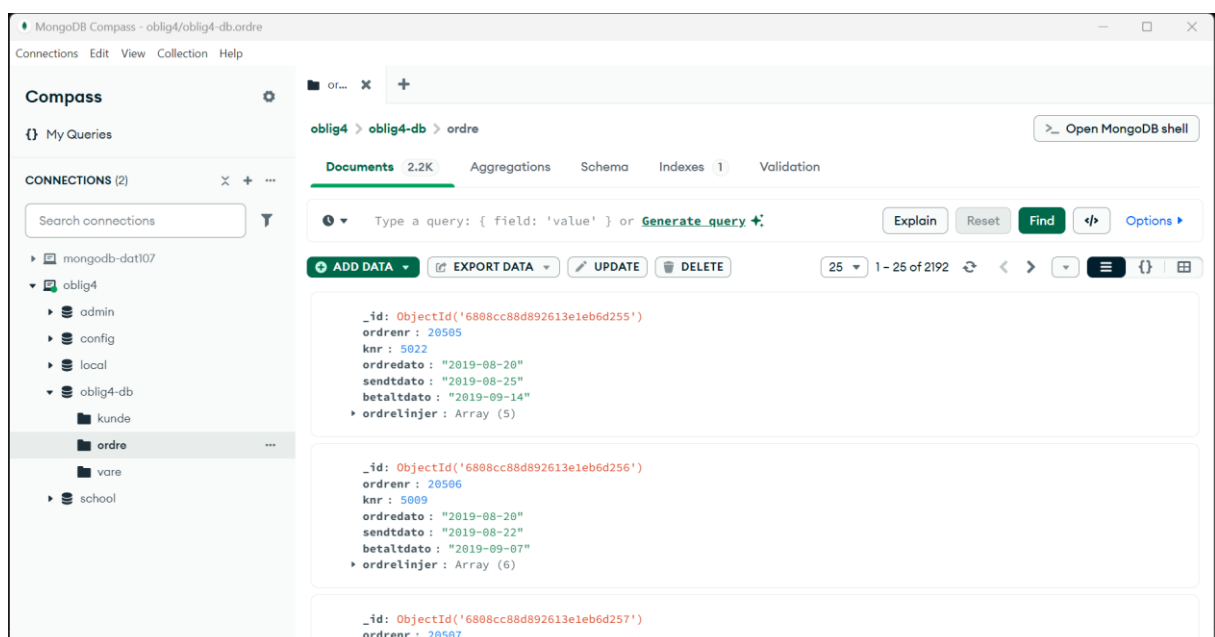 MongoDB Compass - oblig4/oblig4-db.ordre
Connections Edit View Collection Help
Compass
{} My Queries
CONNECTIONS (2)
Search connections
mongodb-dat107
oblig4
admin
config
local
oblig4-db
kunde
ordre
vare
school
or...
oblig4 > oblig4-db > ordre
>_ Open MongoDB shell
Documents 2.2K Aggregations Schema Indexes 1 Validation
Type a query: { field: 'value' } or Generate query
Explain Reset Find </> Options
ADD DATA EXPORT DATA UPDATE DELETE 25 1 – 25 of 2192 {}
_id: ObjectId('6808cc88d892613e1eb6d255')
ordrenr : 20505
knr : 5022
ordredato : "2019-08-20"
sendtdato : "2019-08-25"
betaltdato : "2019-09-14"
ordrelinjer : Array (5)
_id: ObjectId('6808cc88d892613e1eb6d256')
ordrenr : 20506
knr : 5009
ordredato : "2019-08-20"
sendtdato : "2019-08-22"
betaltdato : "2019-09-07"
ordrelinjer : Array (6)
_id: ObjectId('6808cc88d892613e1eb6d257')
ordrenr : 20507